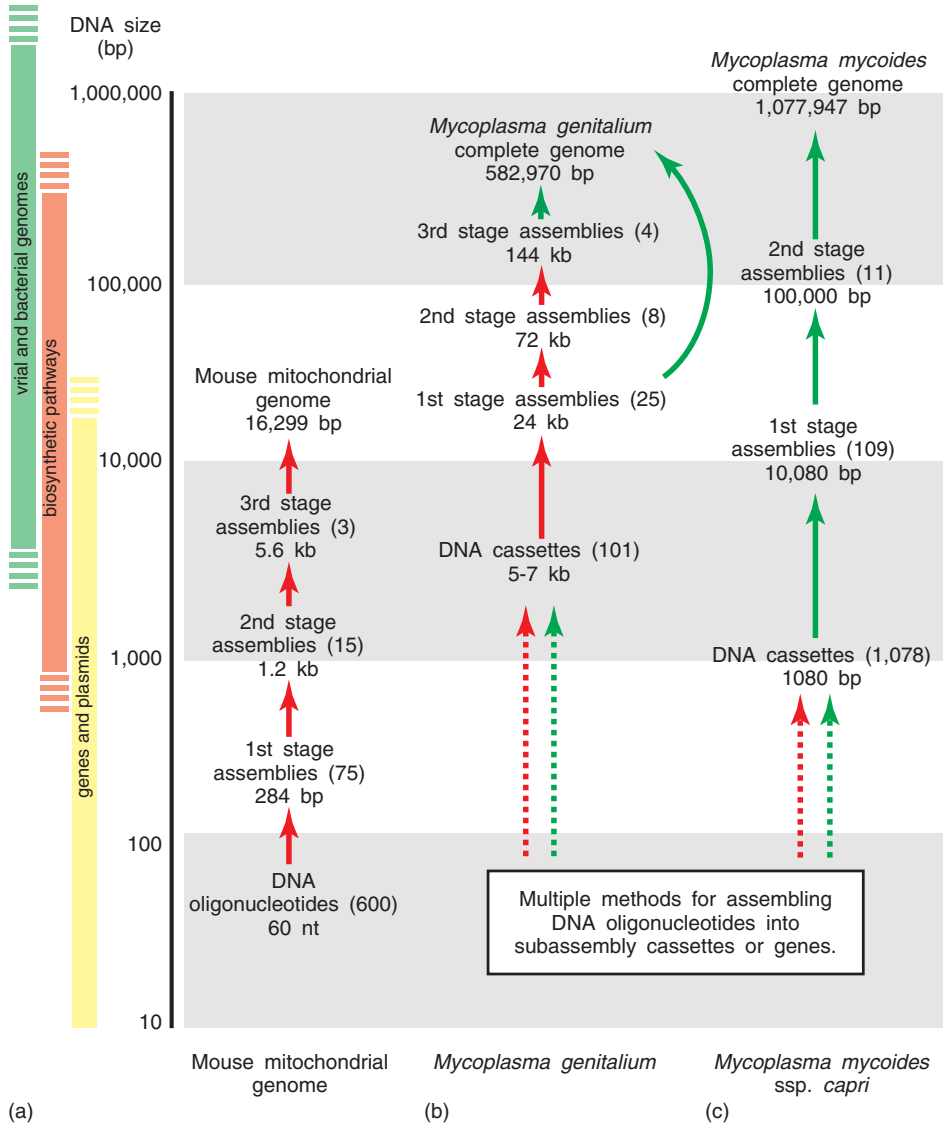 DNA size
(bp)
1,000,000
100,000
10,000
1,000
100
10
vrial and bacterial genomes
biosynthetic pathways
genes and plasmids
Mouse mitochondrial
genome
16,299 bp
3rd stage
assemblies (3)
5.6 kb
2nd stage
assemblies (15)
1.2 kb
1st stage
assemblies (75)
284 bp
DNA
oligonucleotides (600)
60 nt
Mycoplasma genitalium
complete genome
582,970 bp
3rd stage assemblies (4)
144 kb
2nd stage assemblies (8)
72 kb
1st stage assemblies (25)
24 kb
DNA cassettes (101)
5-7 kb
Mycoplasma mycoides
complete genome
1,077,947 bp
2nd stage
assemblies (11)
100,000 bp
1st stage
assemblies (109)
10,080 bp
DNA cassettes (1,078)
1080 bp
Multiple methods for assembling
DNA oligonucleotides into
subassembly cassettes or genes.
Mouse mitochondrial
genome
Mycoplasma genitalium
Mycoplasma mycoides
ssp. capri
(a)
(b)
(c)